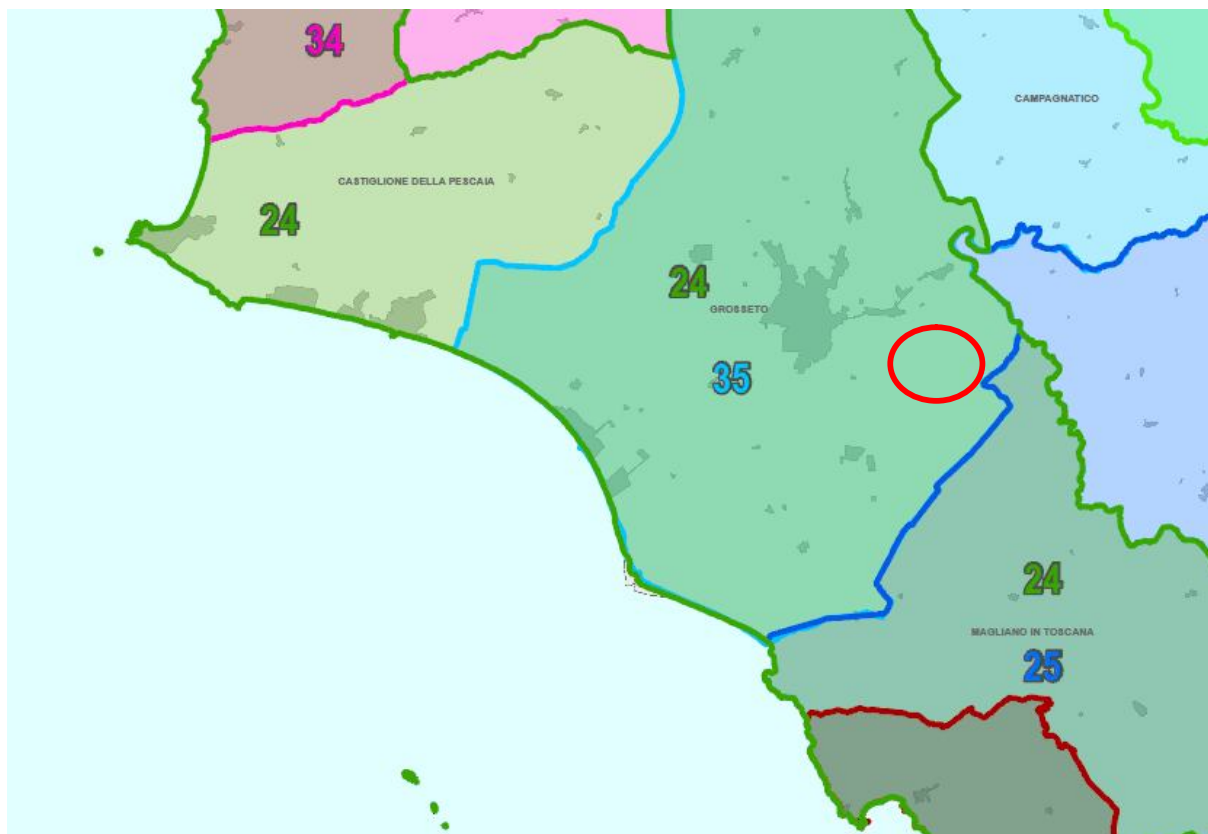 34
CAMPAGNATICO
CASTIGLIONE DELLA PESCAIA
24
24
GROSSETO
35
24
MAGLIANO IN TOSCANA
25